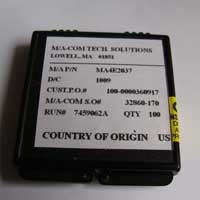 M/A-COM TECH. SOLUTIONS
LOWELL, MA 01851
M/A P/N MA4E2037
D/C 1009
CUST.P.O.# 100-0000360917
M/A-COM S.O# 32860-170
RUN# 7459062A QTY 100
COUNTRY OF ORIGIN US